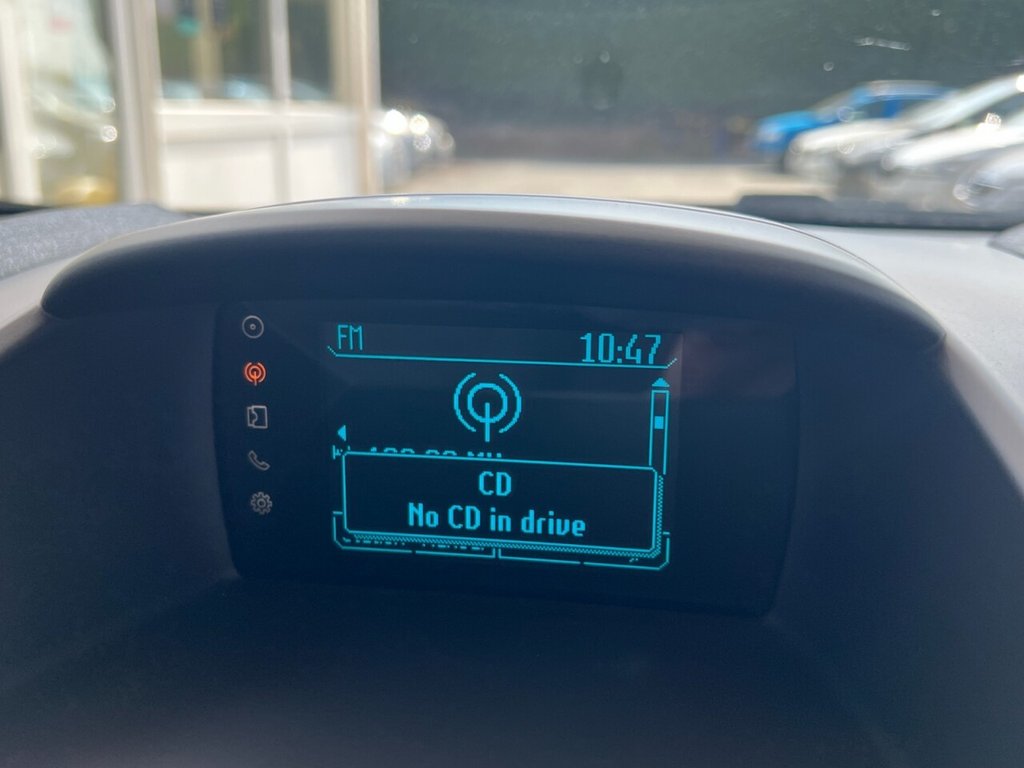 FM
10:47
CD
No CD in drive